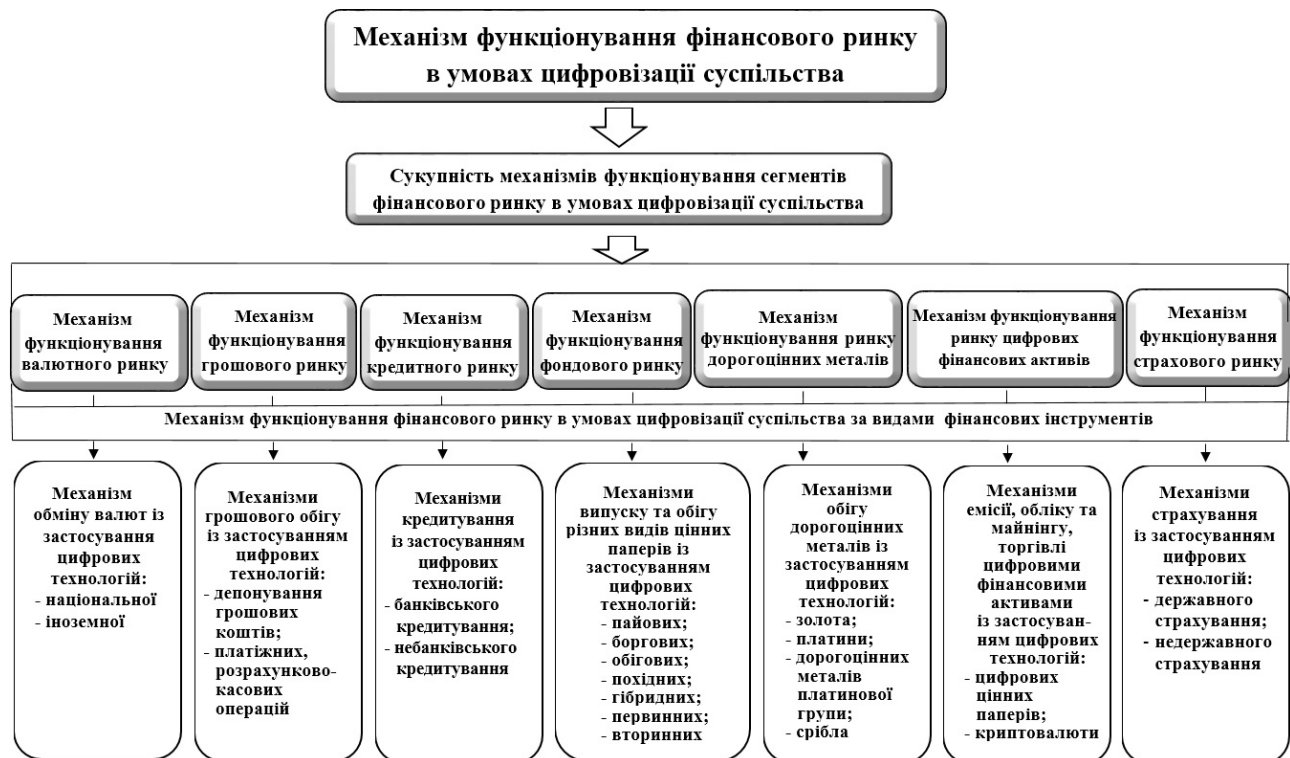 Механізм функціонування фінансового ринку
в умовах цифровізації суспільства
Сукупність механізмів функціонування сегментів
фінансового ринку в умовах цифровізації суспільства
Механізм
функціонування
валютного ринку
Механізм
функціонування
грошового ринку
Механізм
функціонування
кредитного ринку
Механізм
функціонування
фондового ринку
Механізм
функціонування ринку
дорогоцінних металів
Механізм функціонування
ринку цифрових
фінансових активів
Механізм
функціонування
страхового ринку
Механізм функціонування фінансового ринку в умовах цифровізації суспільства за видами фінансових інструментів
Механізм
обміну валют із
застосування
цифрових
технологій:
- національної
- іноземної
Механізми
грошового обігу
із застосуванням
цифрових
технологій:
- депонування
грошових
коштів;
- платіжних,
розрахунково-
касових
операцій
Механізми
кредитування
із застосуванням
цифрових
технологій:
- банківського
кредитування;
- небанківського
кредитування
Механізми
випуску та обігу
різних видів цінних
паперів із
застосуванням
цифрових
технологій:
- пайових;
- боргових;
- обігових;
- похідних;
- гібридних;
- первинних;
- вторинних
Механізми
обігу
дорогоцінних
металів із
застосуванням
цифрових
технологій:
- золота;
- платини;
- дорогоцінних
металів
платинової
групи;
- срібла
Механізми
емісії, обліку та
майнінгу,
торгівлі
цифровими
фінансовими
активами
із застосуван-
ням цифрових
технологій:
- цифрових
цінних
паперів;
- криптовалюти
Механізми
страхування
із застосуванням
цифрових
технологій:
- державного
страхування;
- недержавного
страхування